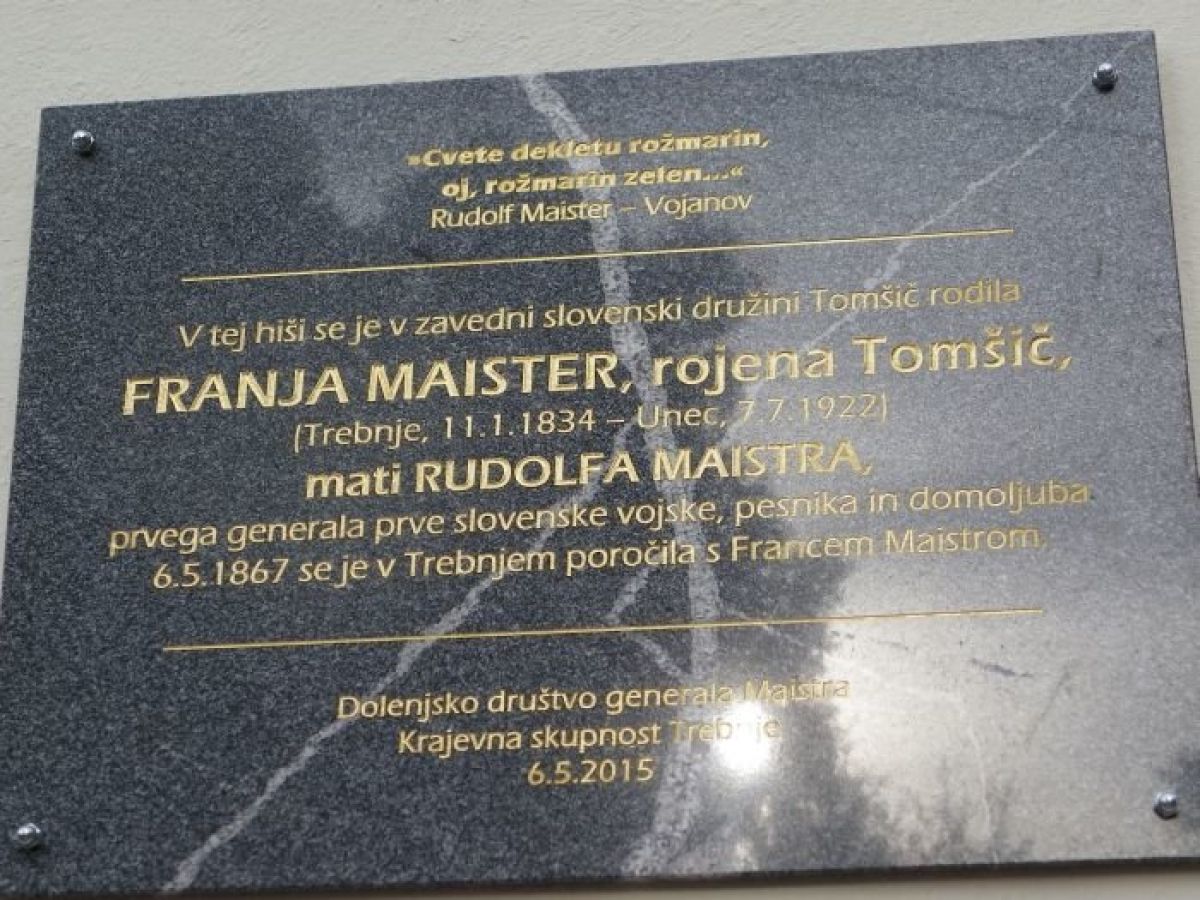 »Cvete dekletu rožmarin,
oj, rožmarin zelen...“
Rudolf Maister – Vojanov
V tej hiši se je v zavedni slovenski družini Tomšič rodila
FRANJA MAISTER, rojena Tomšič,
(Trebnje, 11.1.1834 – Unec, 7.7.1922)
mati RUDOLFA MAISTRA,
prvega generala prve slovenske vojske, pesnika in domoljuba.
6.5.1867 se je v Trebnjem poročila s Francem Maistrom.
Dolenjsko društvo generala Maistra
Krajevna skupnost Trebnje
6.5.2015